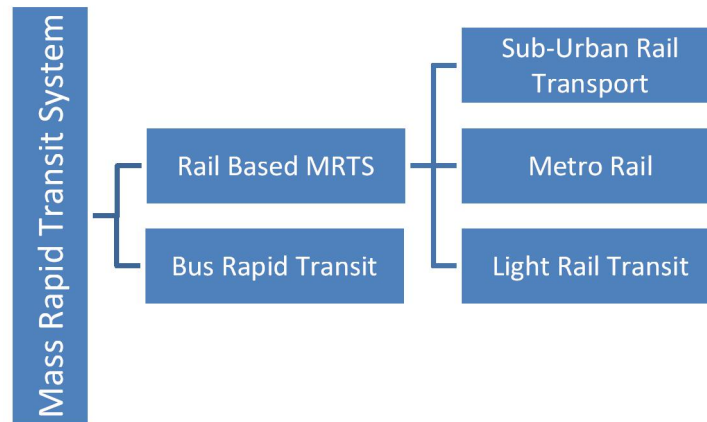 Mass Rapid Transit System
Rail Based MRTS
Bus Rapid Transit
Sub-Urban Rail
Transport
Metro Rail
Light Rail Transit